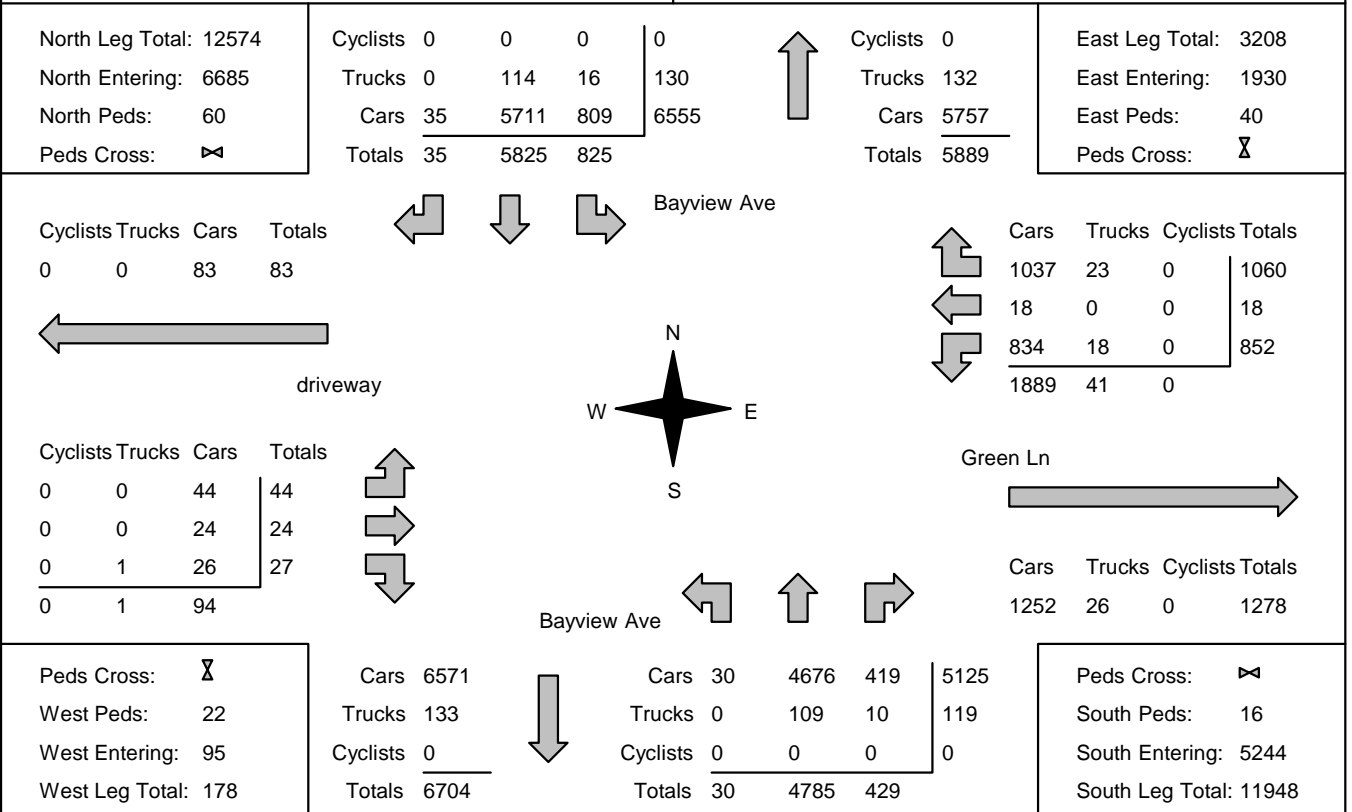 North Leg Total: 12574
North Entering: 6685
North Peds: 60
Peds Cross:
Cyclists 0 0 0 0
Trucks 0 114 16 130
Cars 35 5711 809 6555
Totals 35 5825 825
Cyclists 0
Trucks 132
Cars 5757
Totals 5889
East Leg Total: 3208
East Entering: 1930
East Peds: 40
Peds Cross:
Bayview Ave
Cyclists Trucks Cars Totals
0 0 83 83
Cars Trucks Cyclists Totals
1037 23 0 1060
18 0 0 18
834 18 0 852
1889 41 0
driveway
N
W E
S
Cyclists Trucks Cars Totals
0 0 44 44
0 0 24 24
0 1 26 27
0 1 94
Green Ln
Cars Trucks Cyclists Totals
1252 26 0 1278
Bayview Ave
Peds Cross:
West Peds: 22
West Entering: 95
West Leg Total: 178
Cars 6571
Trucks 133
Cyclists 0
Totals 6704
Cars 30 4676 419 5125
Trucks 0 109 10 119
Cyclists 0 0 0 0
Totals 30 4785 429
Peds Cross:
South Peds: 16
South Entering: 5244
South Leg Total: 11948